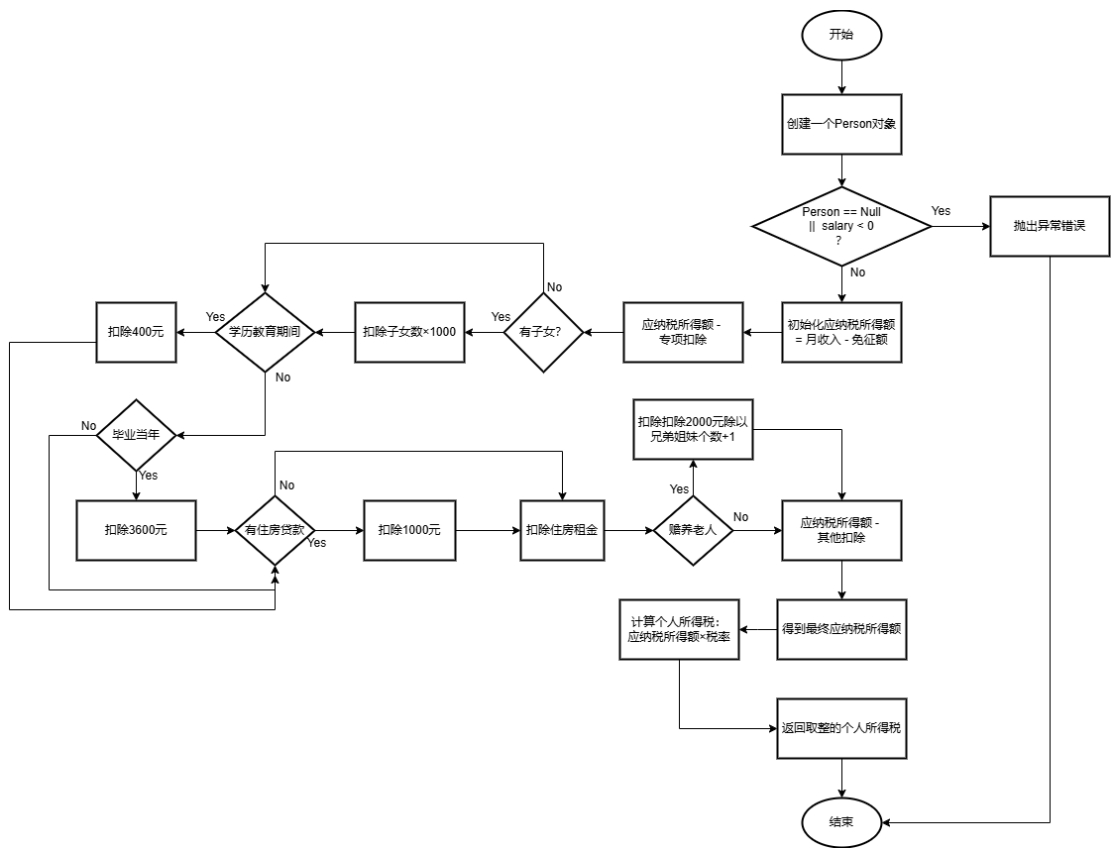 开始
创建一个Person对象
Person == Null
|| salary < 0
?
Yes
抛出异常错误
No
初始化应纳税所得额
= 月收入 - 免征额
应纳税所得额 -
专项扣除
有子女?
Yes
No
扣除子女数×1000
学历教育期间
Yes
扣除400元
No
毕业当年
No
Yes
扣除3600元
有住房贷款
No
Yes
扣除1000元
扣除住房租金
赡养老人
Yes
扣除扣除2000元除以
兄弟姐妹个数+1
No
应纳税所得额 -
其他扣除
得到最终应纳税所得额
计算个人所得税：
应纳税所得额×税率
返回取整的个人所得税
结束